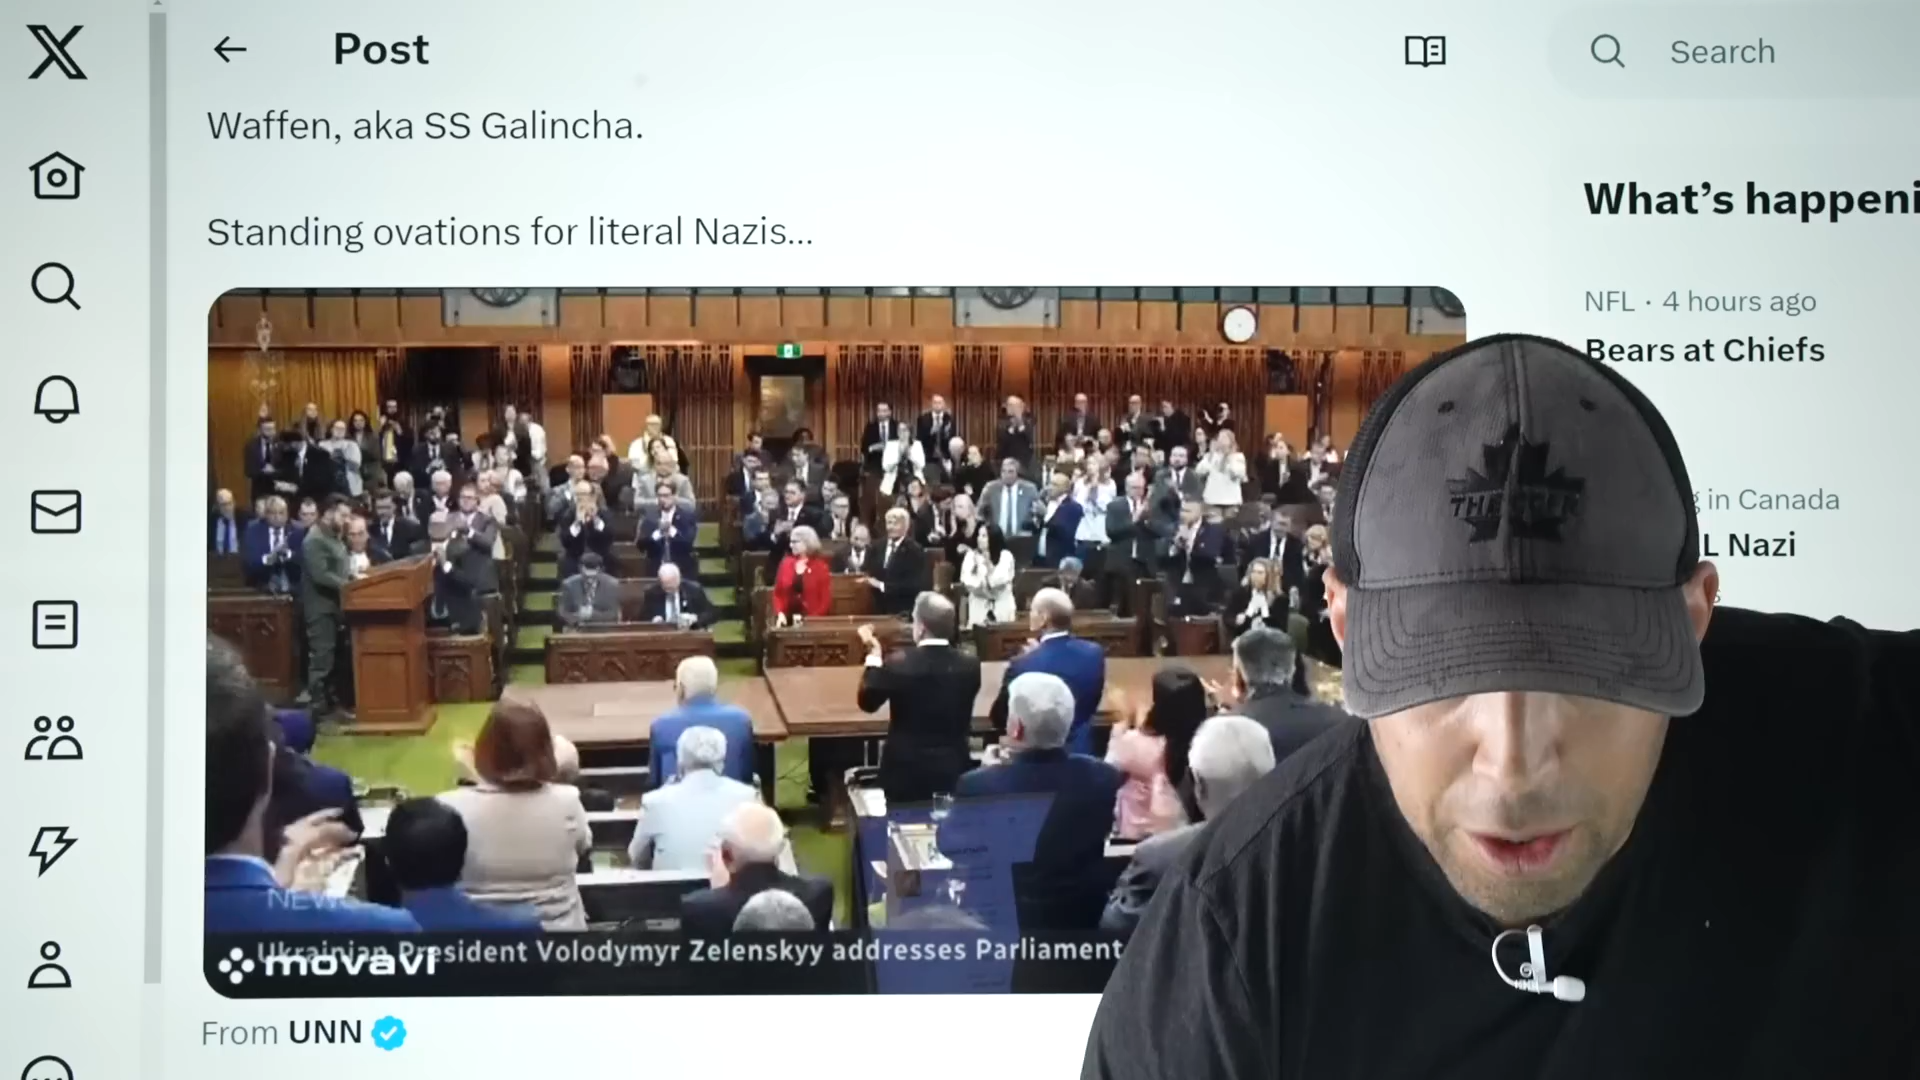 Post
Search
Waffen, aka SS Galincha.
Standing ovations for literal Nazis...
What's happeni
NFL · 4 hours ago
Bears at Chiefs
in Canada
L Nazi
NEWS
Ukrainian President Volodymyr Zelenskyy addresses Parliament
movavi
From UNN